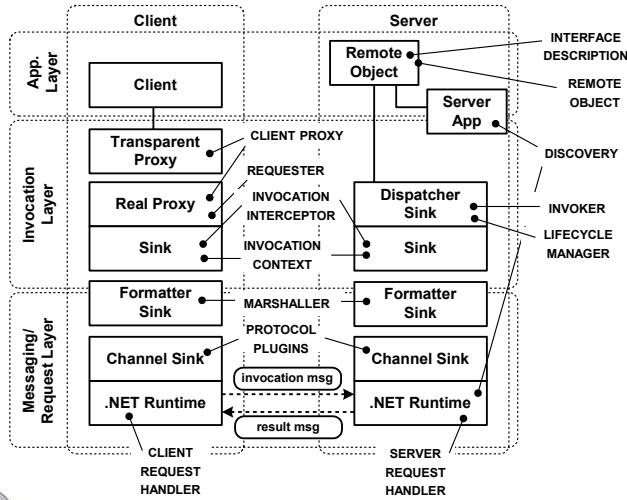 Client
Server
App.
Layer
Client
Remote
Object
Server
App
INTERFACE
DESCRIPTION
REMOTE
OBJECT
DISCOVERY
Invocation
Layer
Transparent
Proxy
CLIENT PROXY
REQUESTER
Real Proxy
INVOCATION
INTERCEPTOR
Dispatcher
Sink
INVOKER
LIFECYCLE
MANAGER
Sink
INVOCATION
CONTEXT
Sink
Messaging/
Request Layer
Formatter
Sink
MARSHALLER
Formatter
Sink
PROTOCOL
PLUGINS
Channel Sink
Channel Sink
invocation msg
.NET Runtime
.NET Runtime
result msg
CLIENT
REQUEST
HANDLER
SERVER
REQUEST
HANDLER